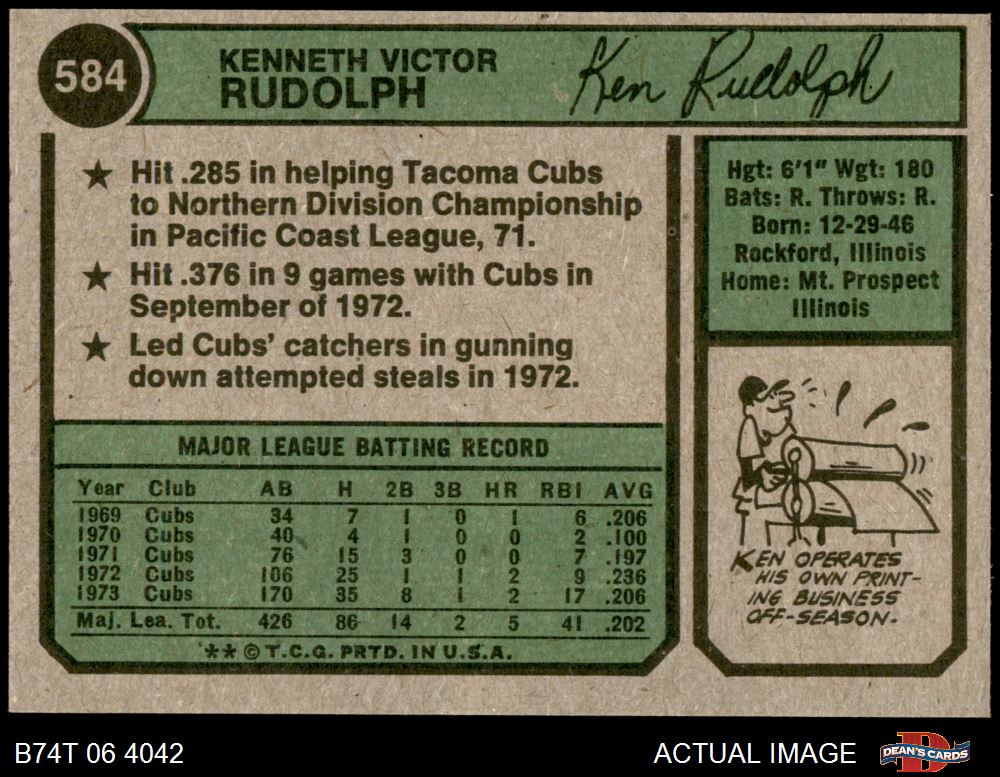 584
KENNETH VICTOR
RUDOLPH
Ken Rudolph
★ Hit .285 in helping Tacoma Cubs
to Northern Division Championship
in Pacific Coast League, 71.
★ Hit .376 in 9 games with Cubs in
September of 1972.
★ Led Cubs' catchers in gunning
down attempted steals in 1972.
Hgt: 6'1" Wgt: 180
Bats: R. Throws: R.
Born: 12-29-46
Rockford, Illinois
Home: Mt. Prospect
Illinois
MAJOR LEAGUE BATTING RECORD
Year Club AB H 2B 3B HR RBI AVG
1969 Cubs 34 7 1 0 1 6 .206
1970 Cubs 40 4 1 0 0 2 .100
1971 Cubs 76 15 3 0 0 7 .197
1972 Cubs 106 25 1 1 2 9 .236
1973 Cubs 170 35 8 1 2 17 .206
Maj. Lea. Tot. 426 86 14 2 5 41 .202
** © T.C.G. PRTD. IN U.S.A.
KEN OPERATES
HIS OWN PRINT-
ING BUSINESS
OFF-SEASON.
B74T 06 4042
ACTUAL IMAGE
DEAN'S CARDS